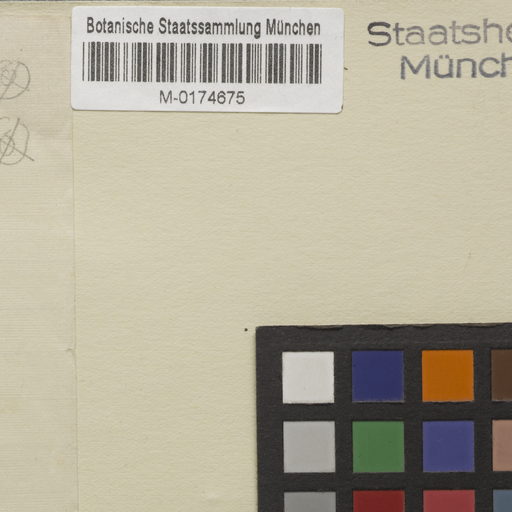 Botanische Staatssammlung München
M-0174675
Staatshe
Münch